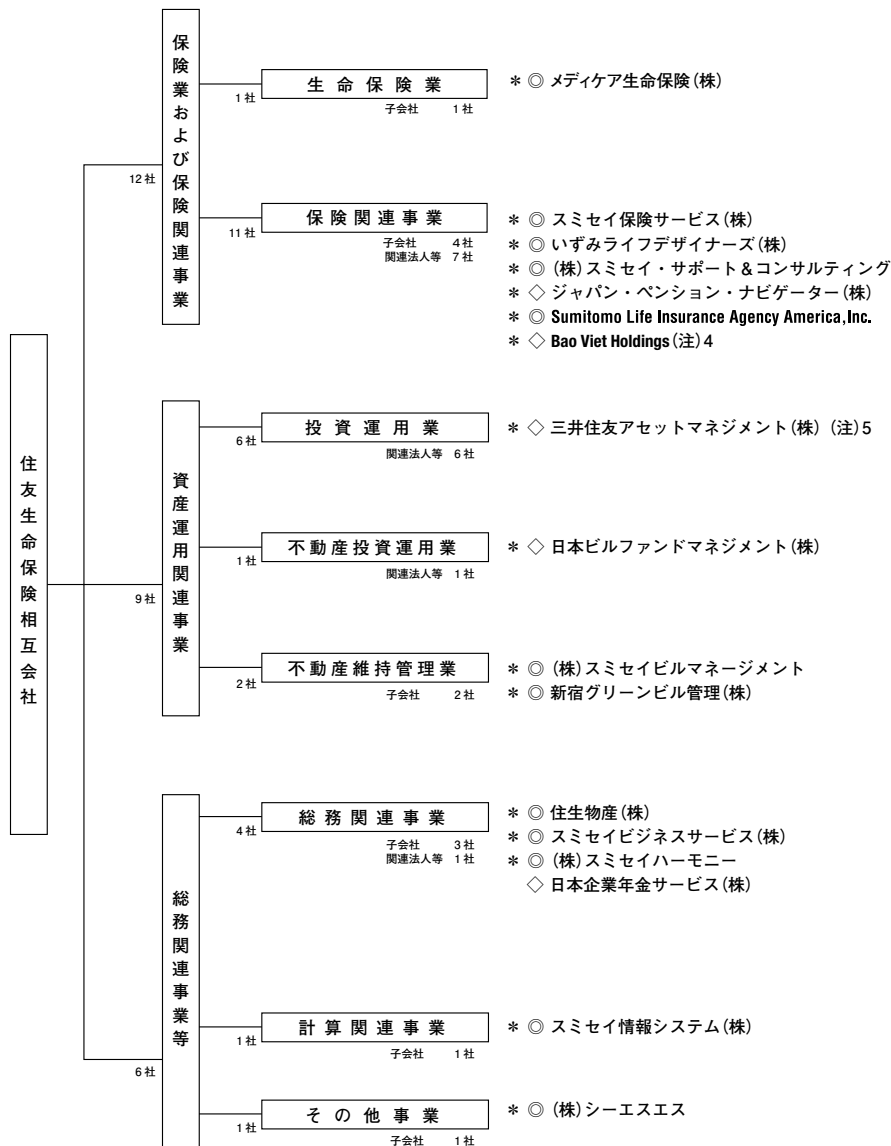 住友生命保険相互会社
保険業および保険関連事業
12社
生命保険業
1社
子会社 1社
* ◎ メディケア生命保険(株)
保険関連事業
11社
子会社 4社
関連法人等 7社
* ◎ スミセイ保険サービス(株)
* ◎ いずみライフデザイナーズ(株)
* ◎ (株)スミセイ・サポート&コンサルティング
* ◇ ジャパン・ペンション・ナビゲーター(株)
* ◎ Sumitomo Life Insurance Agency America,Inc.
* ◇ Bao Viet Holdings(注)4
資産運用関連事業
9社
投資運用業
6社
関連法人等 6社
* ◇ 三井住友アセットマネジメント(株) (注)5
不動産投資運用業
1社
関連法人等 1社
* ◇ 日本ビルファンドマネジメント(株)
不動産維持管理業
2社
子会社 2社
* ◎ (株)スミセイビルマネージメント
* ◎ 新宿グリーンビル管理(株)
総務関連事業等
6社
総務関連事業
4社
子会社 3社
関連法人等 1社
* ◎ 住生物産(株)
* ◎ スミセイビジネスサービス(株)
* ◎ (株)スミセイハーモニー
◇ 日本企業年金サービス(株)
計算関連事業
1社
子会社 1社
* ◎ スミセイ情報システム(株)
その他事業
1社
子会社 1社
* ◎ (株)シーエスエス